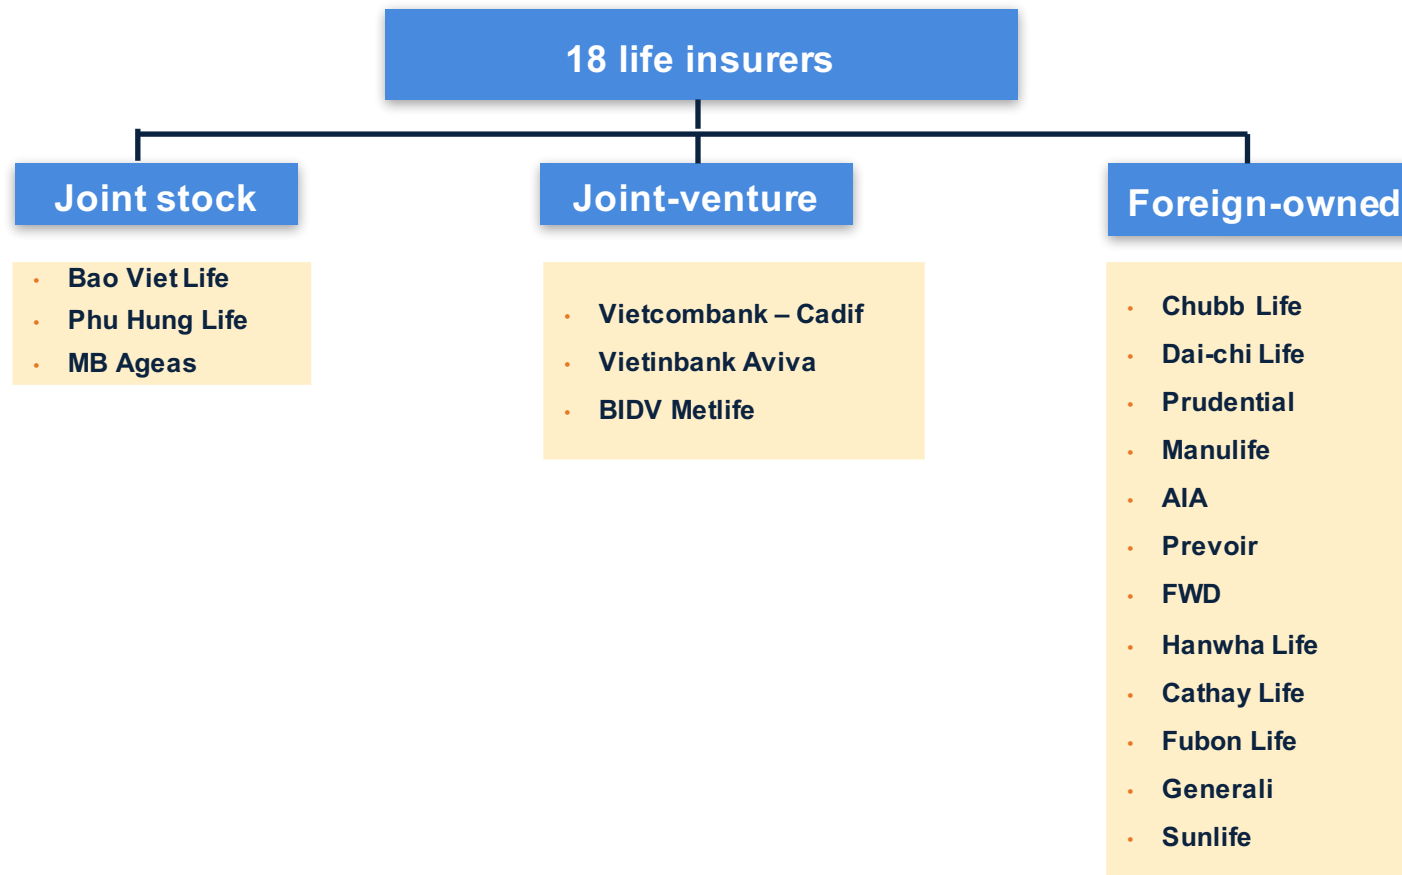 18 life insurers
Joint stock
Joint-venture
Foreign-owned
• Bao Viet Life
• Phu Hung Life
• MB Ageas
• Vietcombank – Cadif
• Vietinbank Aviva
• BIDV Metlife
• Chubb Life
• Dai-chi Life
• Prudential
• Manulife
• AIA
• Prevoir
• FWD
• Hanwha Life
• Cathay Life
• Fubon Life
• Generali
• Sunlife